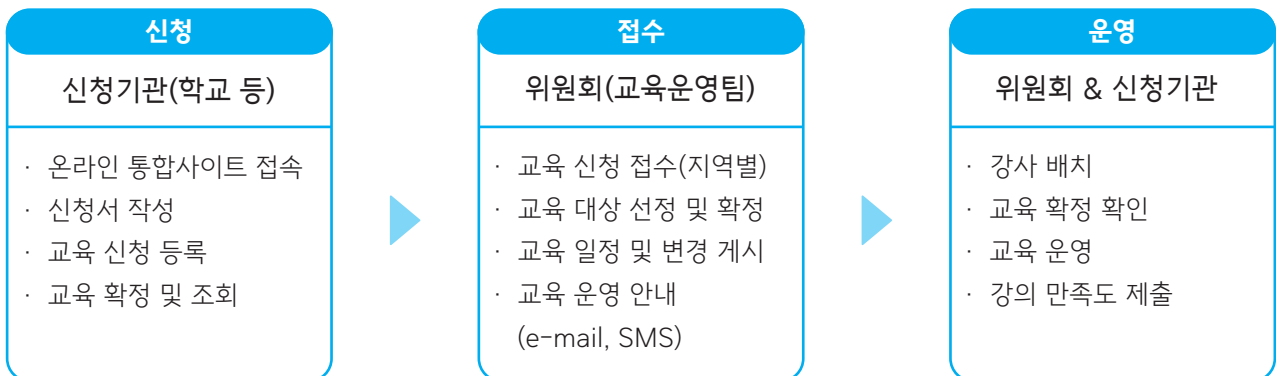 신청
신청기관(학교 등)
· 온라인 통합사이트 접속
· 신청서 작성
· 교육 신청 등록
· 교육 확정 및 조회
접수
위원회(교육운영팀)
· 교육 신청 접수(지역별)
· 교육 대상 선정 및 확정
· 교육 일정 및 변경 게시
· 교육 운영 안내
(e-mail, SMS)
운영
위원회 & 신청기관
· 강사 배치
· 교육 확정 확인
· 교육 운영
· 강의 만족도 제출